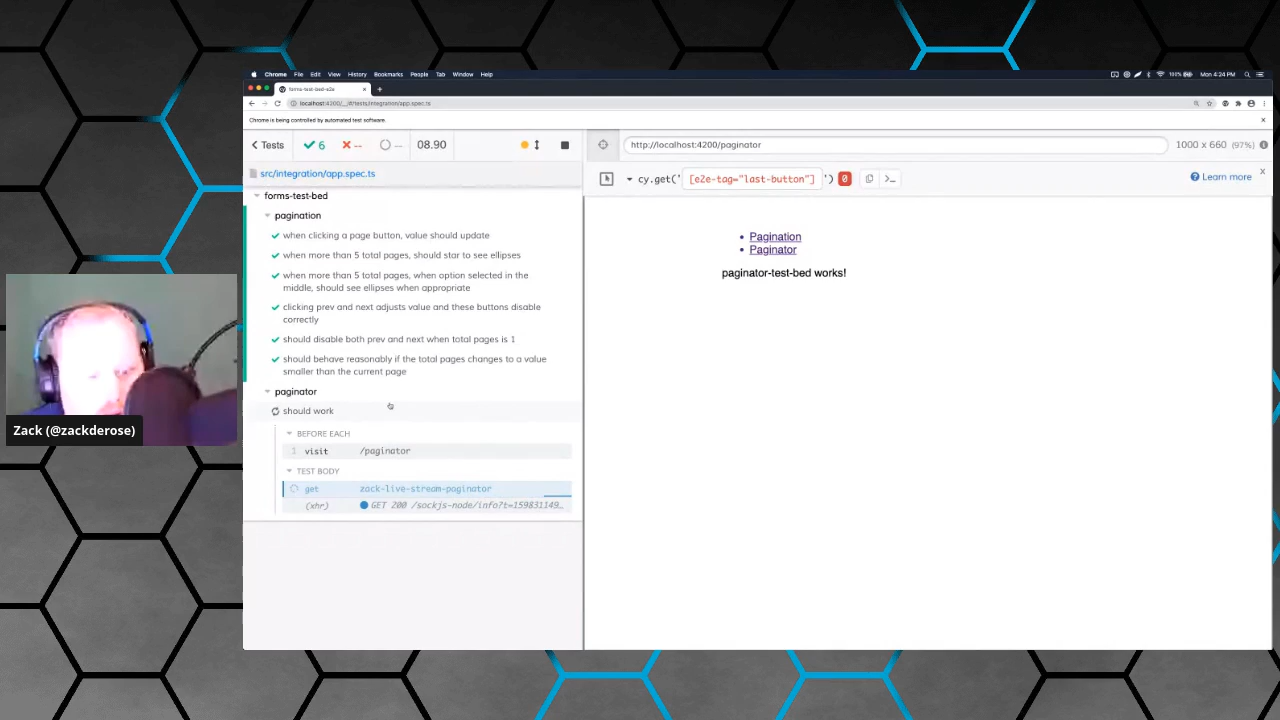 Chrome File Edit View History Bookmarks People Tab Window Help
Mon 4:24 PM
forms-test-bed-e2e
localhost:4200/__/#/tests/integration/app.spec.ts
Chrome is being controlled by automated test software.
Tests 6 -- -- 08.90
http://localhost:4200/paginator 1000 x 660 (97%)
src/integration/app.spec.ts
cy.get(' [e2e-tag="last-button"] ') 0 >_ Learn more
forms-test-bed
pagination
when clicking a page button, value should update
when more than 5 total pages, should star to see ellipses
when more than 5 total pages, when option selected in the
middle, should see ellipses when appropriate
clicking prev and next adjusts value and these buttons disable
correctly
should disable both prev and next when total pages is 1
should behave reasonably if the total pages changes to a value
smaller than the current page
paginator
should work
BEFORE EACH
1 visit /paginator
TEST BODY
get zack-live-stream-paginator
(xhr) GET 200 /sockjs-node/info?t=159831149…
Pagination
Paginator
paginator-test-bed works!
Zack (@zackderose)